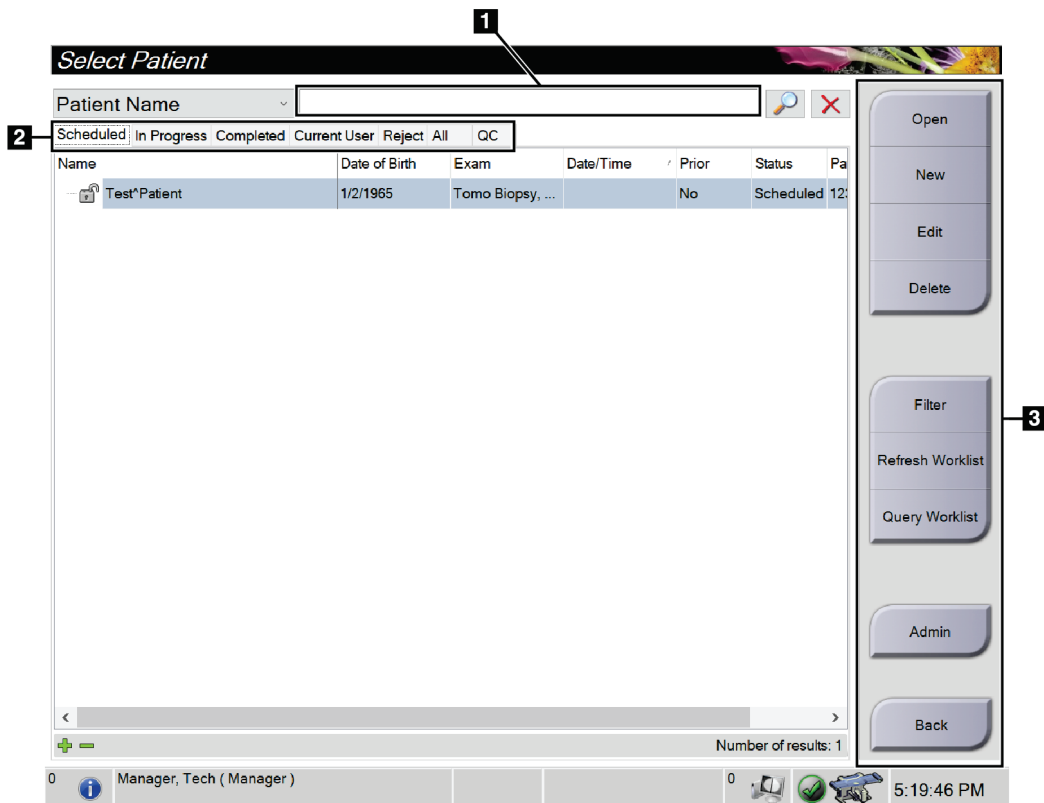 1
Select Patient
Patient Name
2
Scheduled In Progress Completed Current User Reject All QC
Name Date of Birth Exam Date/Time Prior Status Pa
Test^Patient 1/2/1965 Tomo Biopsy, ... No Scheduled 123
Open
New
Edit
Delete
Filter
3
Refresh Worklist
Query Worklist
Admin
Back
Number of results: 1
0 Manager, Tech ( Manager ) 0 5:19:46 PM